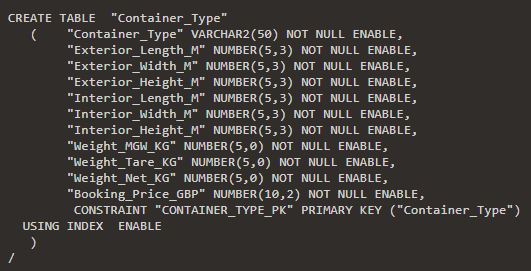 CREATE TABLE  "Container_Type"
(    "Container_Type" VARCHAR2(50) NOT NULL ENABLE,
"Exterior_Length_M" NUMBER(5,3) NOT NULL ENABLE,
"Exterior_Width_M" NUMBER(5,3) NOT NULL ENABLE,
"Exterior_Height_M" NUMBER(5,3) NOT NULL ENABLE,
"Interior_Length_M" NUMBER(5,3) NOT NULL ENABLE,
"Interior_Width_M" NUMBER(5,3) NOT NULL ENABLE,
"Interior_Height_M" NUMBER(5,3) NOT NULL ENABLE,
"Weight_MGW_KG" NUMBER(5,0) NOT NULL ENABLE,
"Weight_Tare_KG" NUMBER(5,0) NOT NULL ENABLE,
"Weight_Net_KG" NUMBER(5,0) NOT NULL ENABLE,
"Booking_Price_GBP" NUMBER(10,2) NOT NULL ENABLE,
CONSTRAINT "CONTAINER_TYPE_PK" PRIMARY KEY ("Container_Type")
USING INDEX  ENABLE
)
/